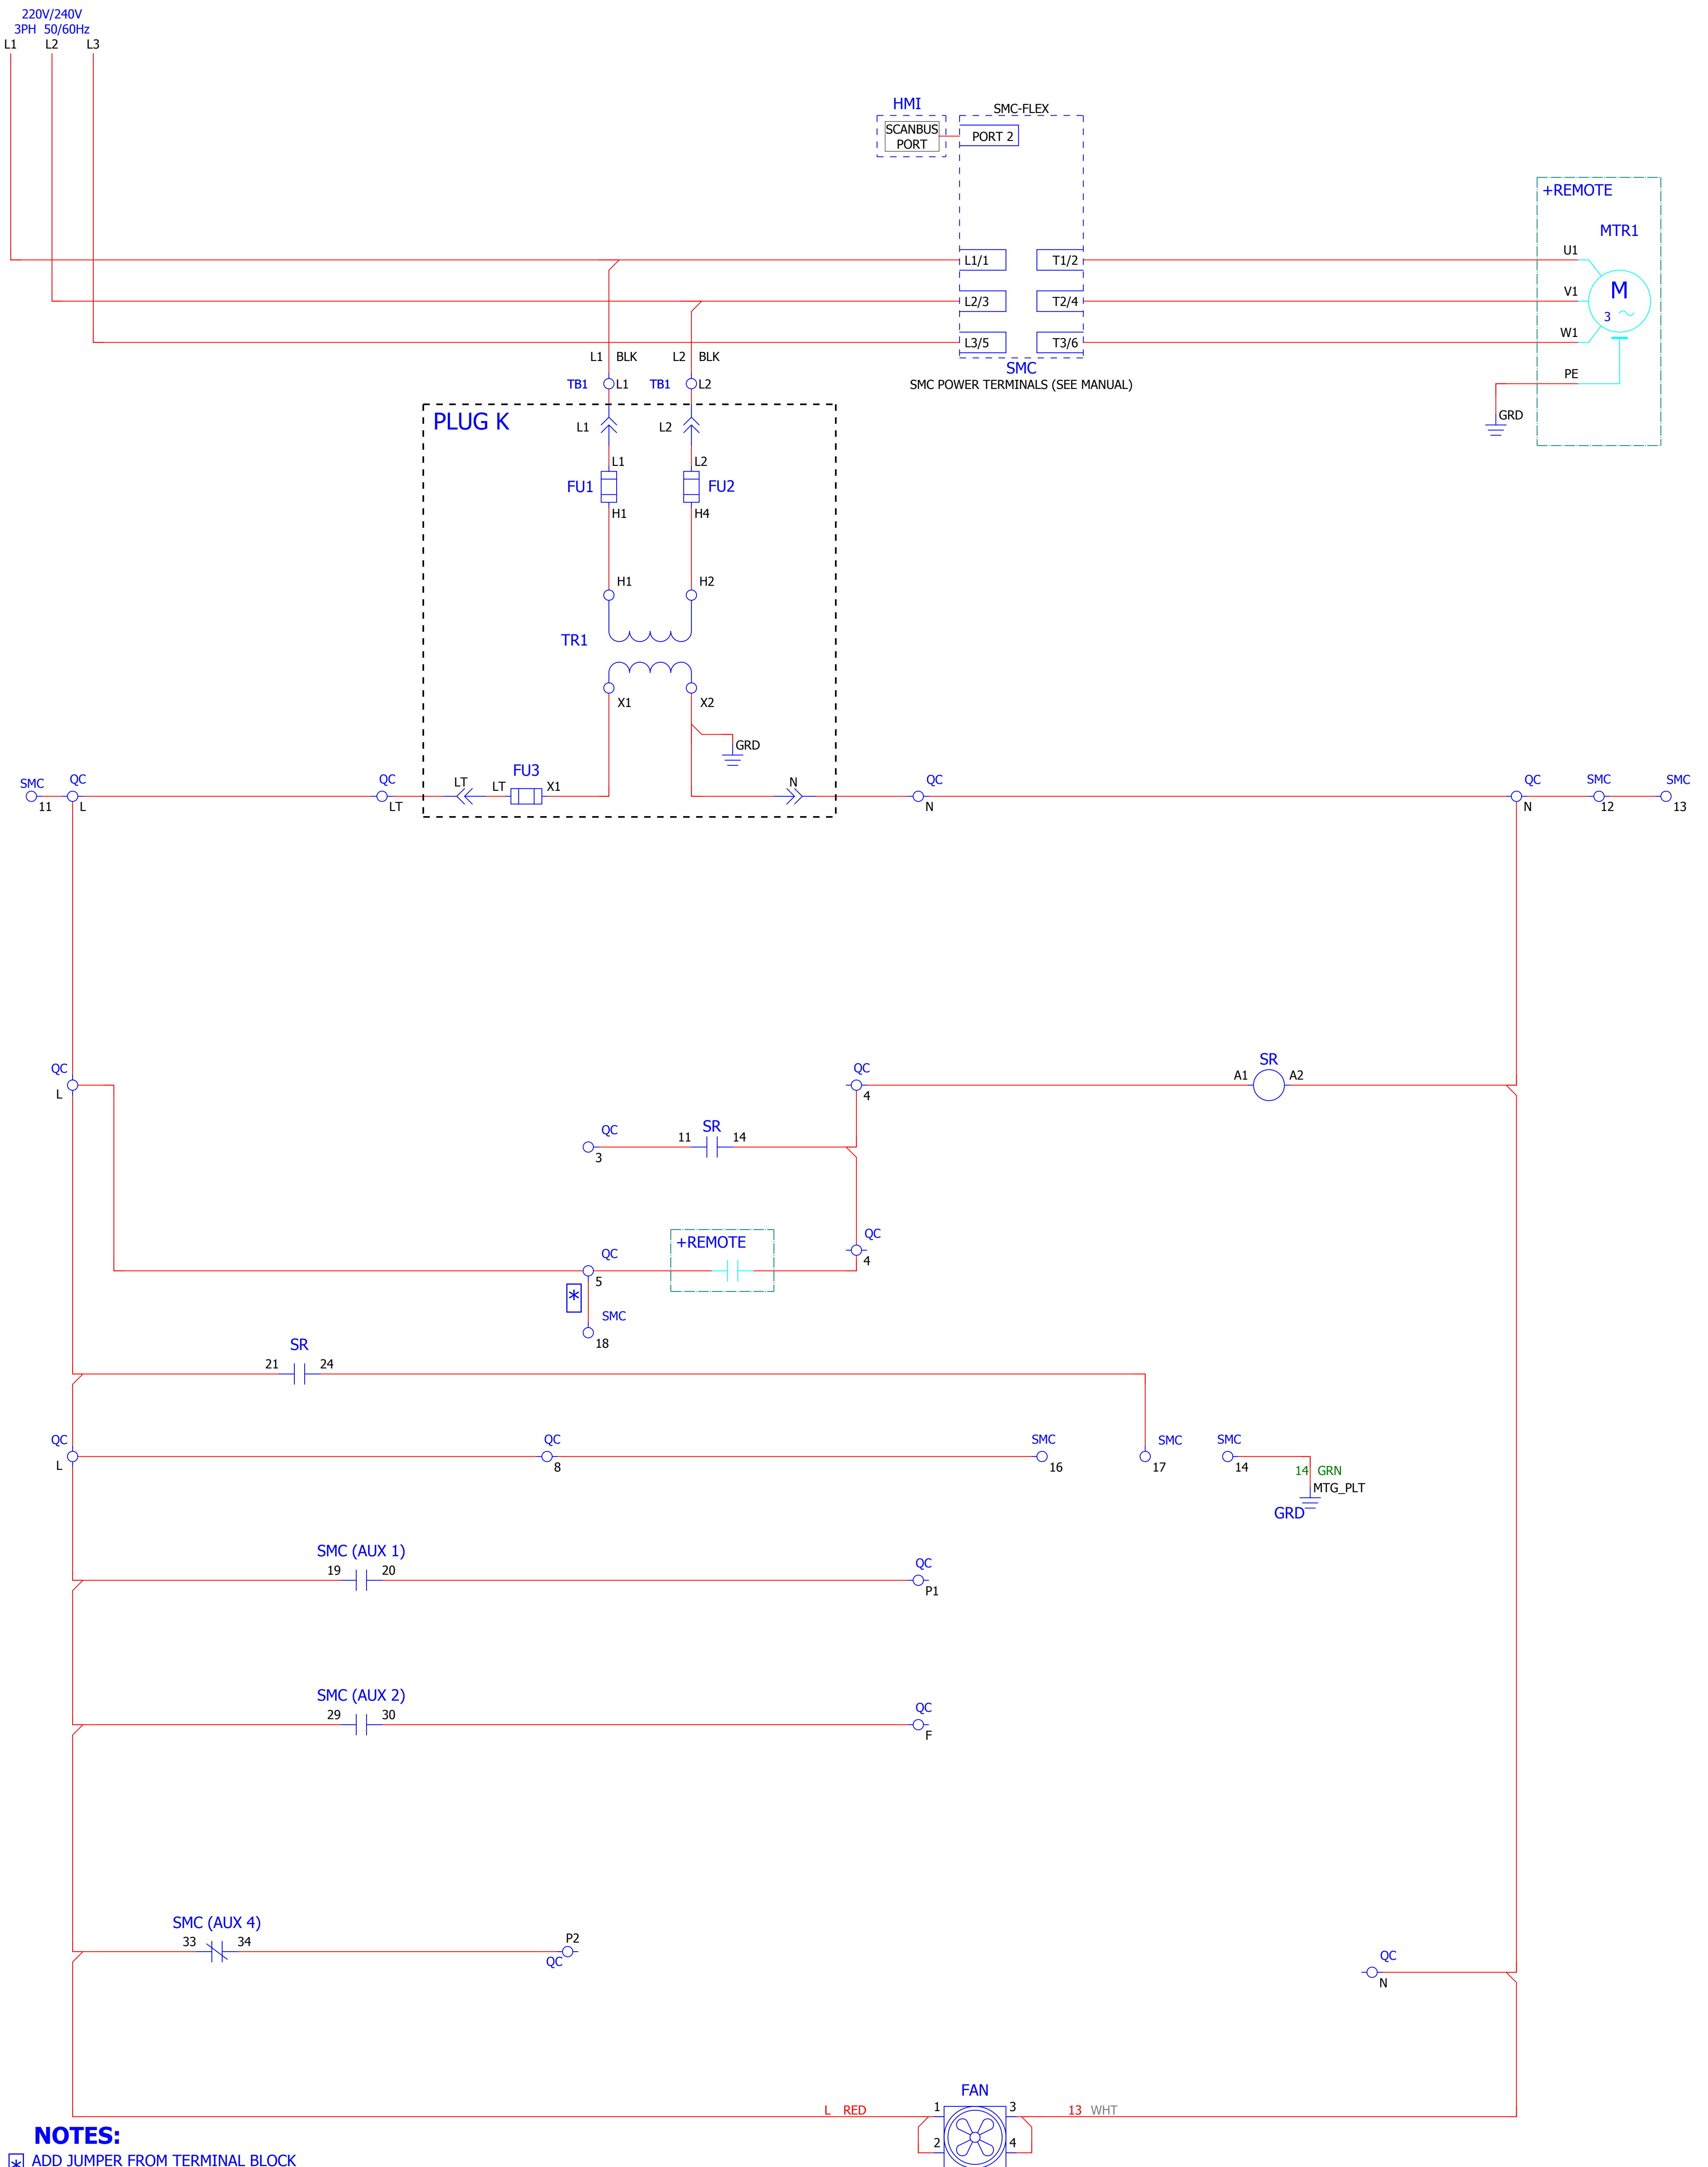 220V/240V
3PH 50/60Hz
L1 L2 L3
HMI
SCANBUS
PORT
SMC-FLEX
PORT 2
+REMOTE
MTR1
L1/1 T1/2 U1
L2/3 T2/4 V1
M
3
L3/5 T3/6 W1
SMC
SMC POWER TERMINALS (SEE MANUAL)
PE
GRD
L1 BLK L2 BLK
TB1 L1 TB1 L2
PLUG K
L1 L2
L1 L2
FU1 FU2
H1 H4
H1 H2
TR1
X1 X2
GRD
SMC QC QC LT LT FU3 X1 N QC QC SMC SMC
11 L LT N N 12 13
QC QC SR
L 4 A1 A2
QC SR
3 11 14
QC
4
+REMOTE
QC
5
*
SMC
18
SR
21 24
QC QC SMC SMC SMC
L 8 16 17 14
14 GRN
MTG_PLT
GRD
SMC (AUX 1)
19 20 QC
P1
SMC (AUX 2)
29 30 QC
F
SMC (AUX 4)
33 34 P2
QC
QC
N
FAN
L RED 1 3 13 WHT
2 4
NOTES:
* ADD JUMPER FROM TERMINAL BLOCK